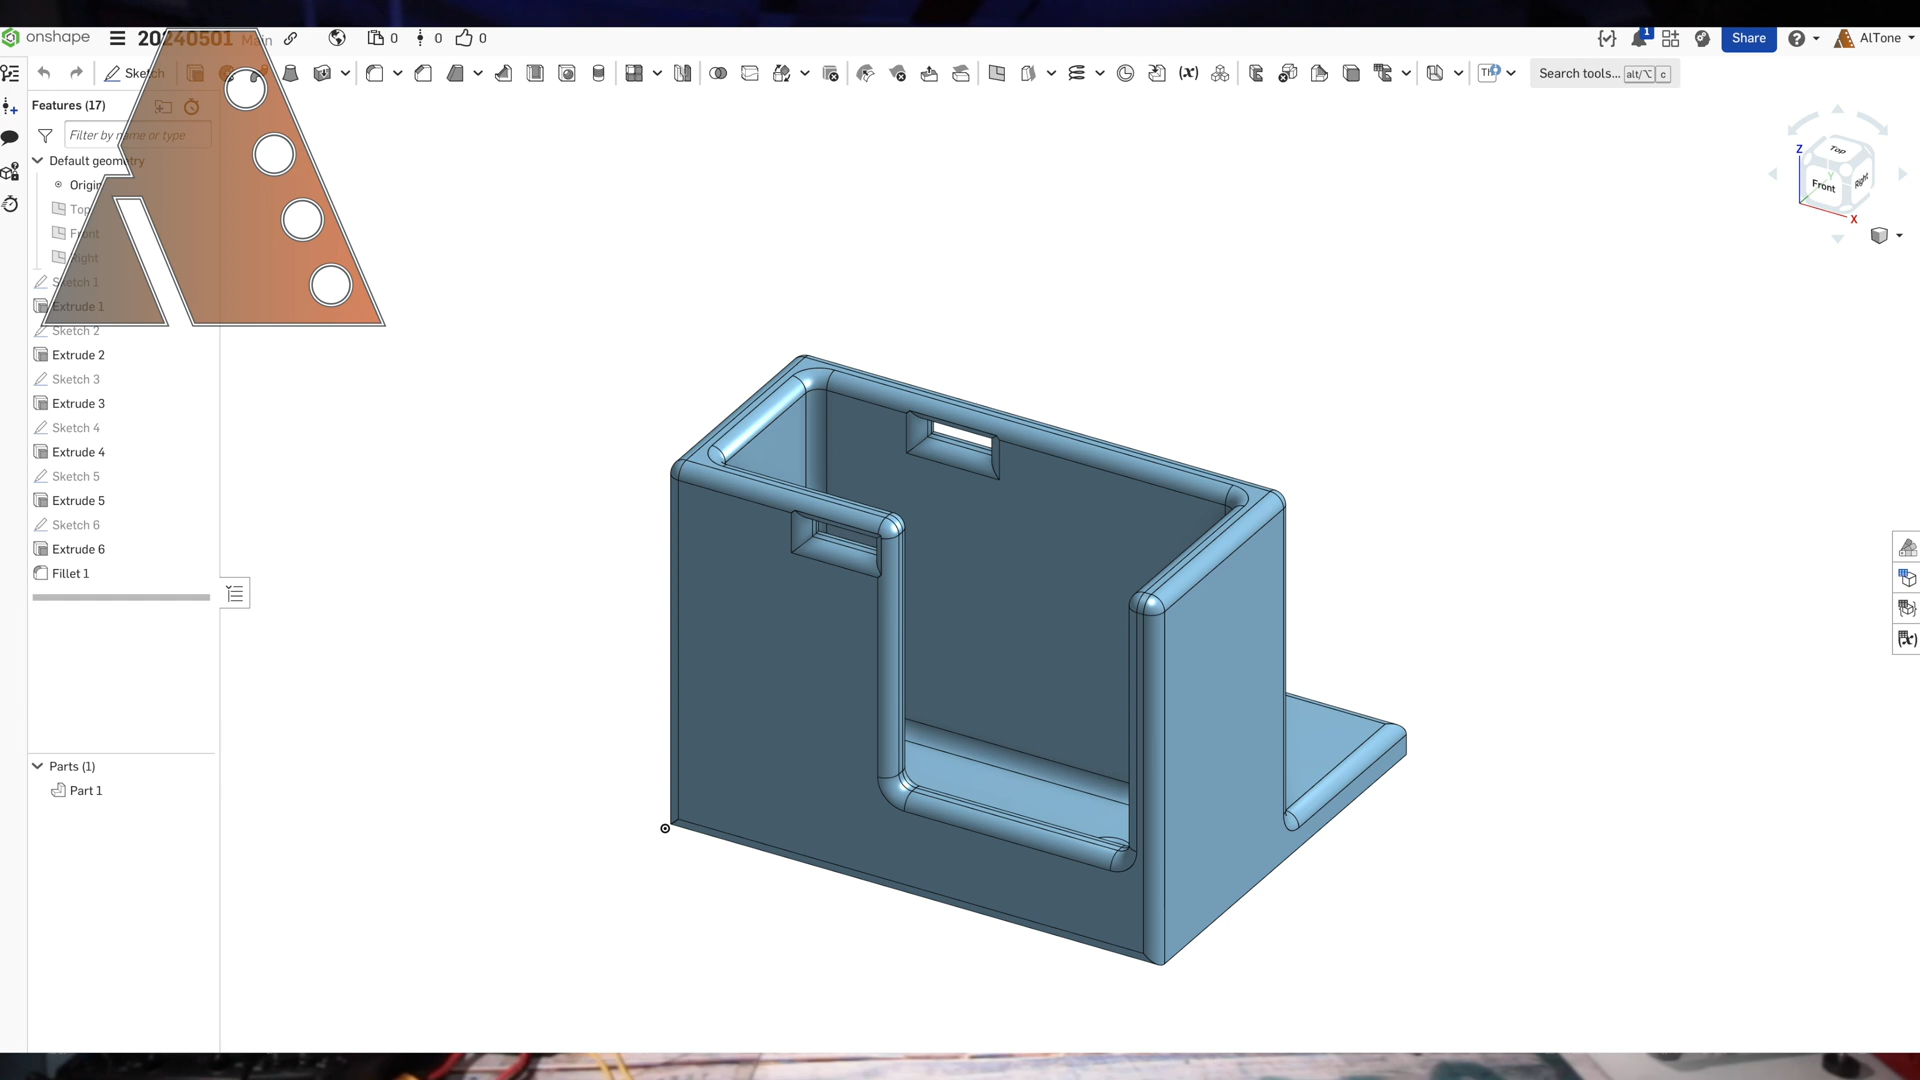 onshape 20240501 Main 0 0 0 1 Share AlTone
Sketch (x) Th Search tools... alt/⌥ c
Features (17)
Filter by name or type
Default geometry
Origin
Top
Front
Right
Sketch 1
Extrude 1
Sketch 2
Extrude 2
Sketch 3
Extrude 3
Sketch 4
Extrude 4
Sketch 5
Extrude 5
Sketch 6
Extrude 6
Fillet 1
Parts (1)
Part 1
Z
Top
Y
Front
Right
X
(x)